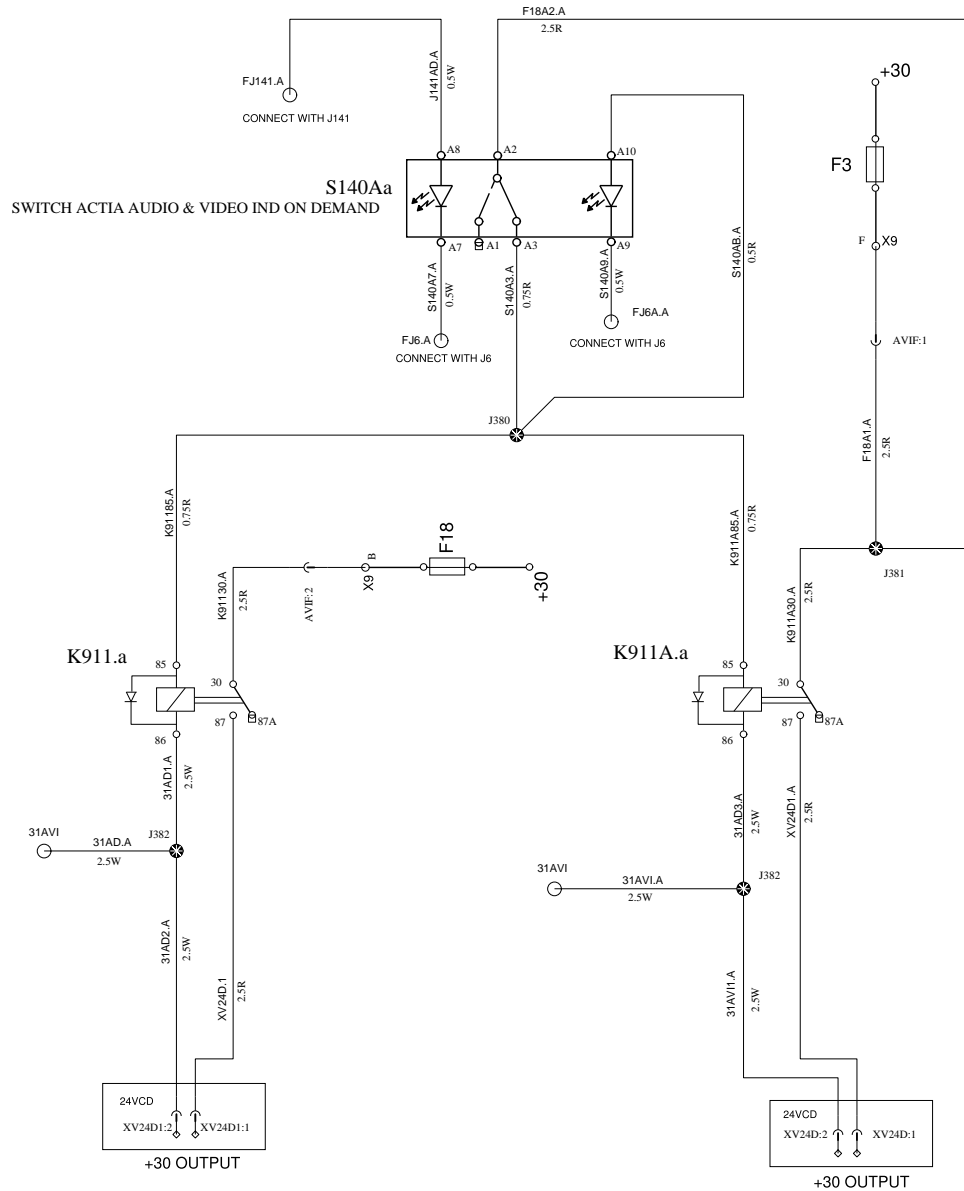 F18A2.A
2.5R
J141AD.A
0.5W
FJ141.A
CONNECT WITH J141
+30
F3
A8
A2
A10
S140Aa
SWITCH ACTIA AUDIO & VIDEO IND ON DEMAND
A7
A1
A3
A9
F
X9
S140A7.A
0.5W
S140A3.A
0.75R
S140A9.A
0.5W
S140AB.A
0.5R
FJ6.A
CONNECT WITH J6
FJ6A.A
CONNECT WITH J6
AVIF:1
J380
F18A1.A
2.5R
K91185.A
0.75R
K911A85.A
0.75R
K91130.A
2.5R
AVIF:2
X9
B
F18
+30
J381
K911A30.A
2.5R
K911.a
85
30
87
87A
86
K911A.a
85
30
87
87A
86
31AD1.A
2.5W
31AD3.A
2.5W
XV24D1.A
2.5R
31AVI
31AD.A
2.5W
J382
31AVI
31AVI.A
2.5W
J382
31AD2.A
2.5W
XV24D.1
2.5R
31AVI1.A
2.5W
24VCD
XV24D1:2
XV24D1:1
+30 OUTPUT
24VCD
XV24D:2
XV24D:1
+30 OUTPUT